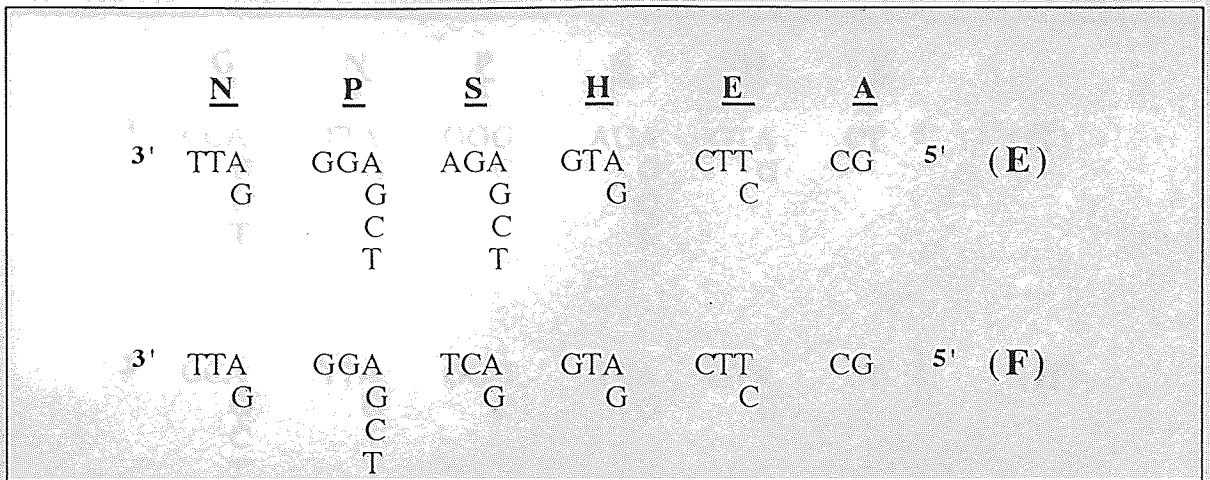 N P S H E A
3' TTA GGA AGA GTA CTT CG 5' (E)
G G G G C
C C
T T
3' TTA GGA TCA GTA CTT CG 5' (F)
G G G G C
C
T